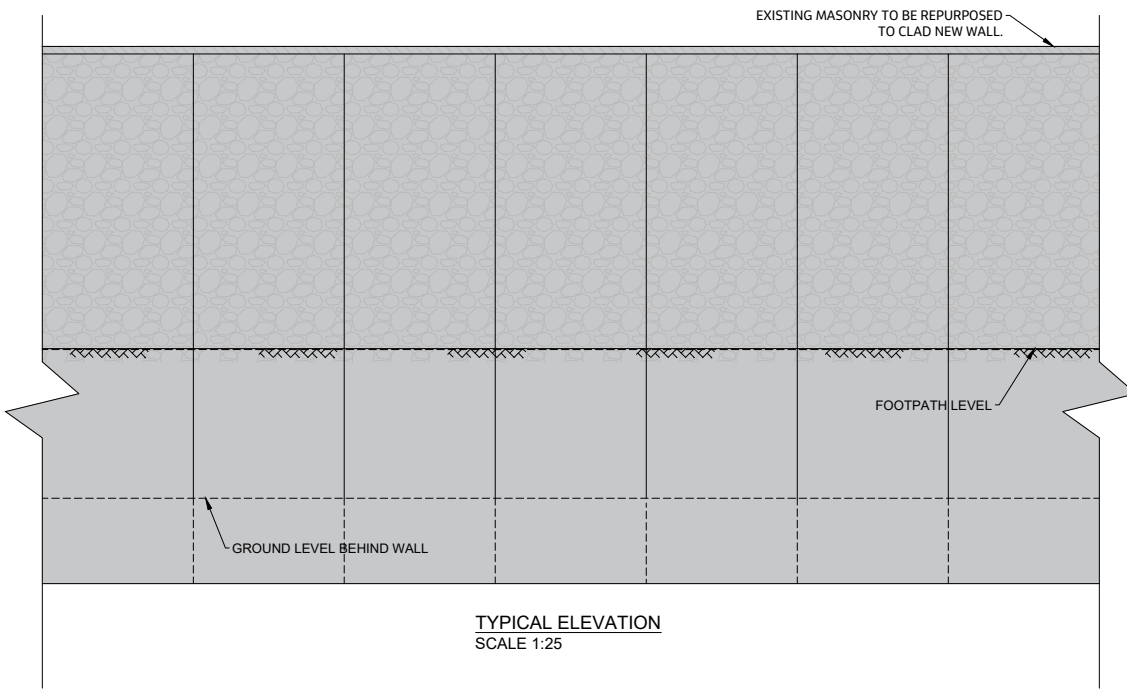 EXISTING MASONRY TO BE REPURPOSED
TO CLAD NEW WALL.
FOOTPATH LEVEL
GROUND LEVEL BEHIND WALL
TYPICAL ELEVATION
SCALE 1:25